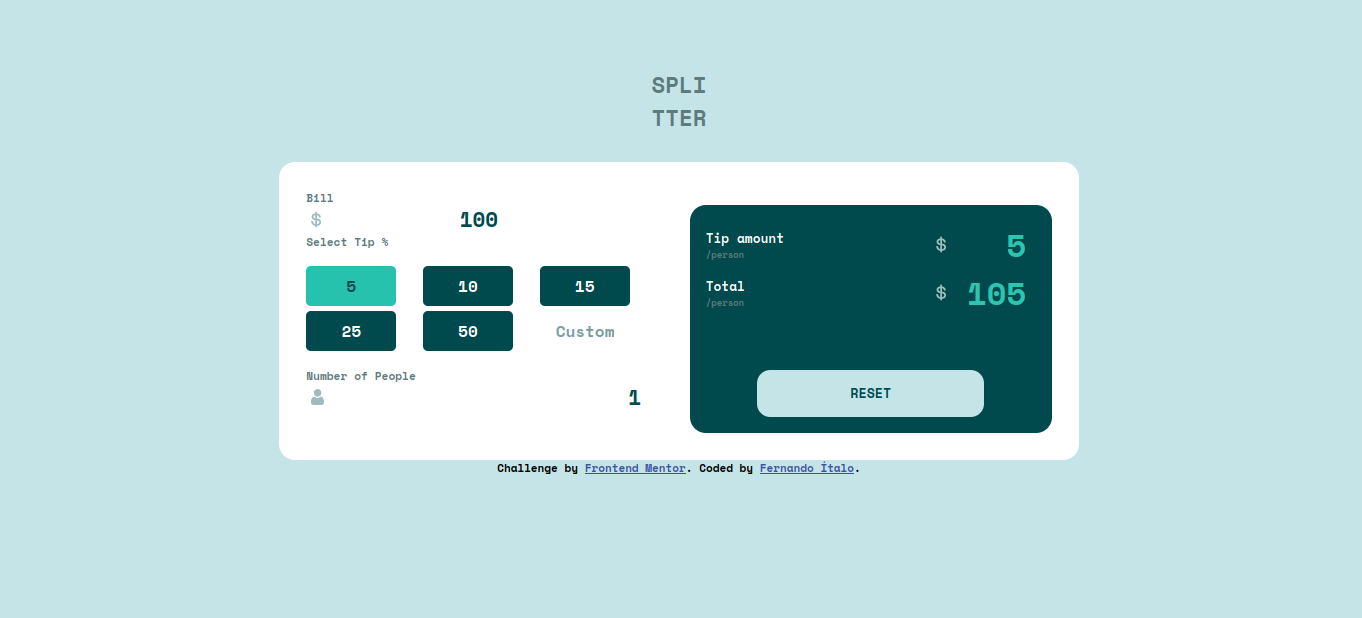 SPLI
TTER
Bill
$ 100
Select Tip %
5 10 15
25 50 Custom
Number of People
1
Tip amount
/person
$ 5
Total
/person
$ 105
RESET
Challenge by Frontend Mentor. Coded by Fernando Ítalo.